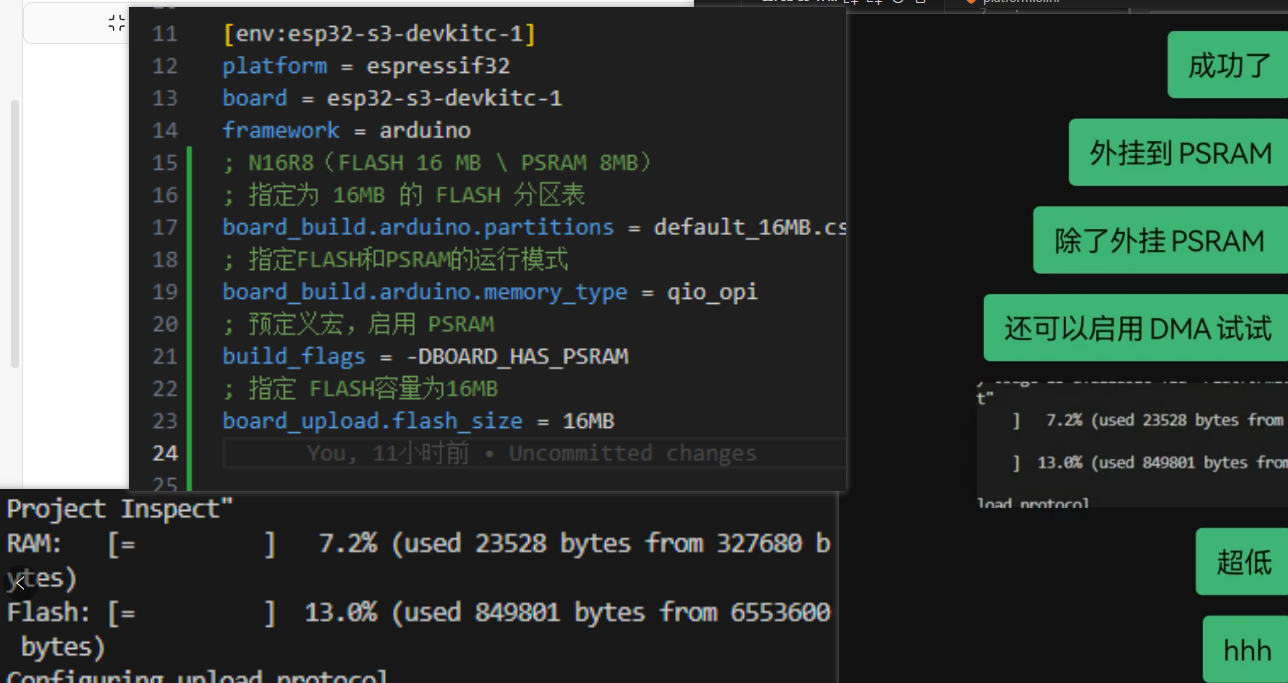 11 [env:esp32-s3-devkitc-1]
12 platform = espressif32
13 board = esp32-s3-devkitc-1
14 framework = arduino
15 ; N16R8（FLASH 16 MB \ PSRAM 8MB）
16 ; 指定为 16MB 的 FLASH 分区表
17 board_build.arduino.partitions = default_16MB.cs
18 ; 指定FLASH和PSRAM的运行模式
19 board_build.arduino.memory_type = qio_opi
20 ; 预定义宏，启用 PSRAM
21 build_flags = -DBOARD_HAS_PSRAM
22 ; 指定 FLASH容量为16MB
23 board_upload.flash_size = 16MB
24 You, 11小时前 • Uncommitted changes
25
Project Inspect"
RAM: [= ] 7.2% (used 23528 bytes from 327680 b
ytes)
Flash: [= ] 13.0% (used 849801 bytes from 6553600
bytes)
Configuring upload protocol
成功了
外挂到 PSRAM
除了外挂 PSRAM
还可以启用 DMA 试试
t"
] 7.2% (used 23528 bytes from
] 13.0% (used 849801 bytes from
load protocol
超低
hhh